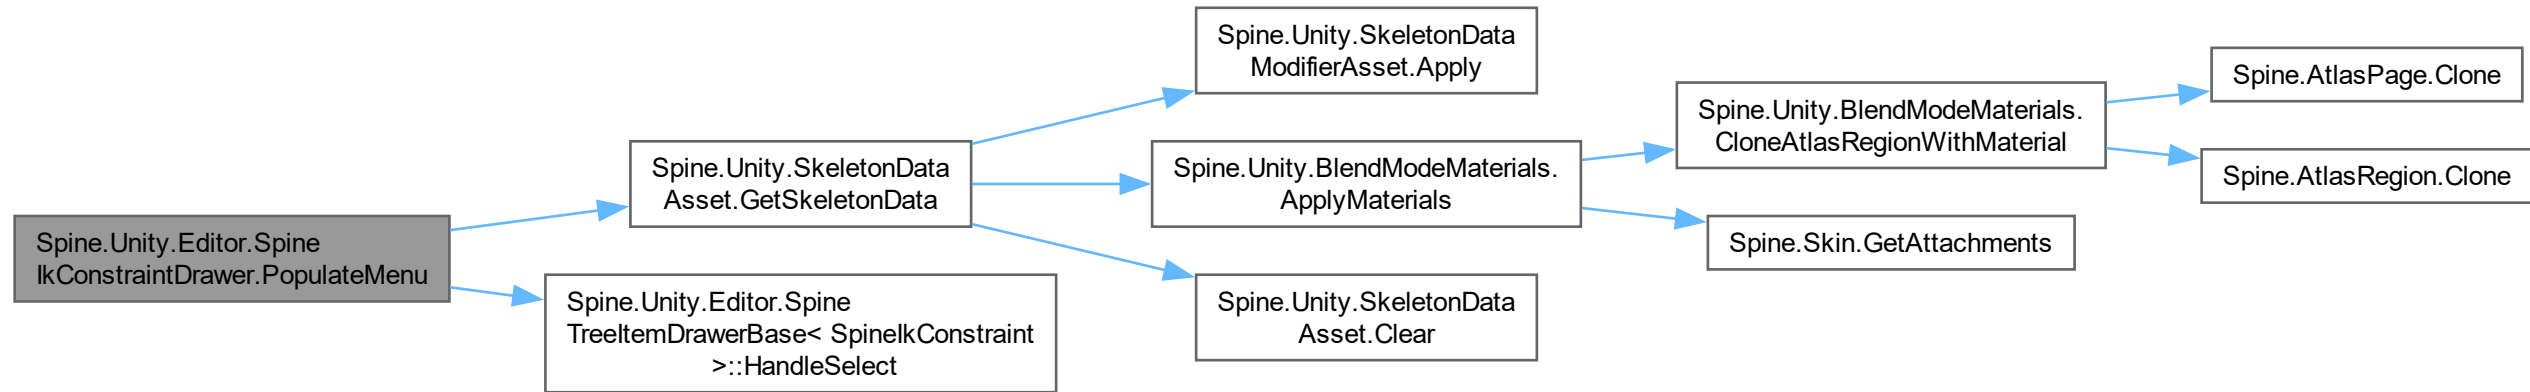 Spine.Unity.Editor.Spine
IkConstraintDrawer.PopulateMenu
Spine.Unity.SkeletonData
Asset.GetSkeletonData
Spine.Unity.Editor.Spine
TreeItemDrawerBase< SpineIkConstraint
>::HandleSelect
Spine.Unity.SkeletonData
ModifierAsset.Apply
Spine.Unity.BlendModeMaterials.
ApplyMaterials
Spine.Unity.SkeletonData
Asset.Clear
Spine.Unity.BlendModeMaterials.
CloneAtlasRegionWithMaterial
Spine.Skin.GetAttachments
Spine.AtlasPage.Clone
Spine.AtlasRegion.Clone